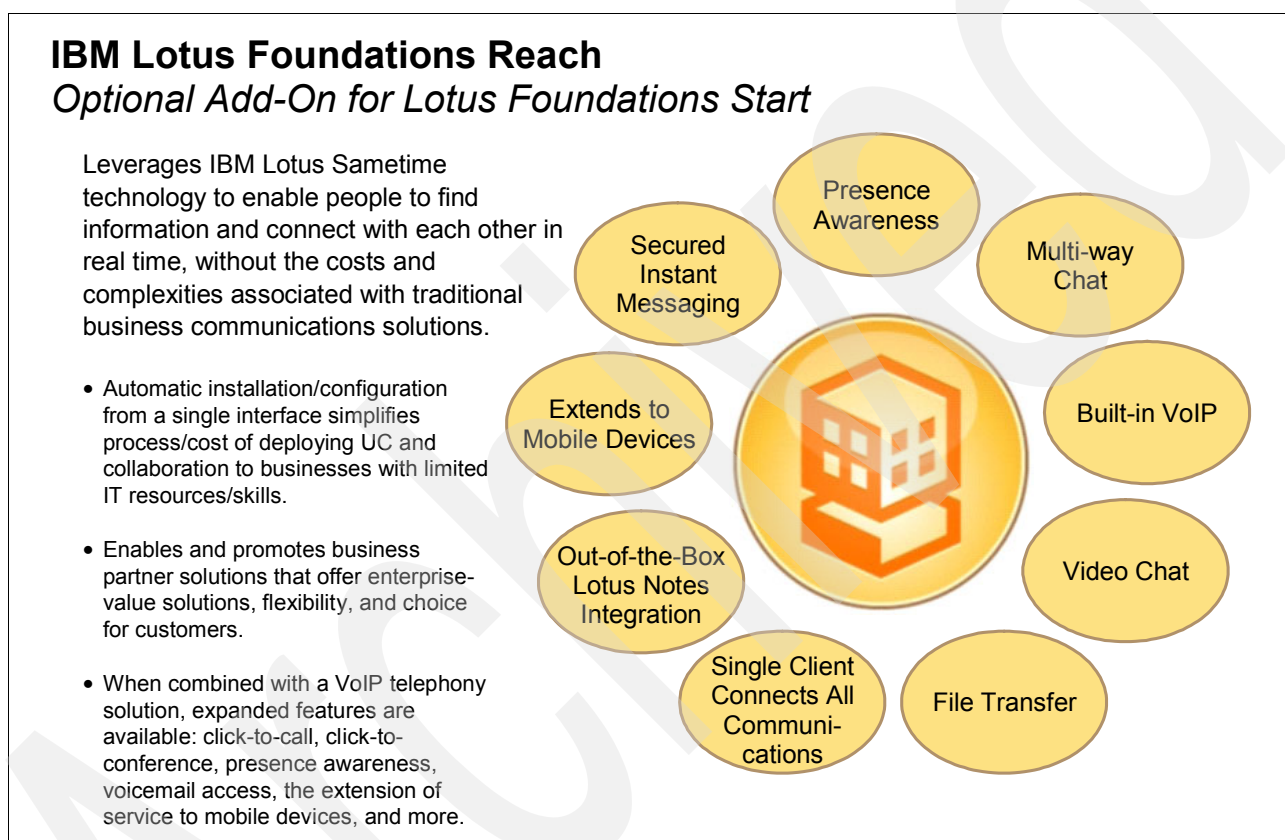 IBM Lotus Foundations Reach
Optional Add-On for Lotus Foundations Start
Leverages IBM Lotus Sametime
technology to enable people to find
information and connect with each other in
real time, without the costs and
complexities associated with traditional
business communications solutions.
• Automatic installation/configuration
from a single interface simplifies
process/cost of deploying UC and
collaboration to businesses with limited
IT resources/skills.
• Enables and promotes business
partner solutions that offer enterprise-
value solutions, flexibility, and choice
for customers.
• When combined with a VoIP telephony
solution, expanded features are
available: click-to-call, click-to-
conference, presence awareness,
voicemail access, the extension of
service to mobile devices, and more.
Presence
Awareness
Multi-way
Chat
Built-in VoIP
Video Chat
File Transfer
Single Client
Connects All
Communi-
cations
Out-of-the-Box
Lotus Notes
Integration
Extends to
Mobile Devices
Secured
Instant
Messaging
Archived